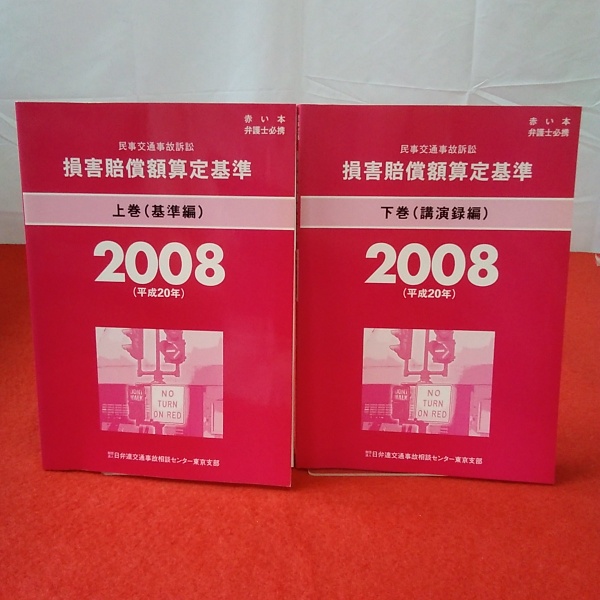 赤い本
弁護士必携
民事交通事故訴訟
損害賠償額算定基準
上巻(基準編)
2008
(平成20年)
NO
TURN
ON RED
日弁連交通事故相談センター東京支部
赤い本
弁護士必携
民事交通事故訴訟
損害賠償額算定基準
下巻(講演録編)
2008
(平成20年)
NO
TURN
ON RED
日弁連交通事故相談センター東京支部